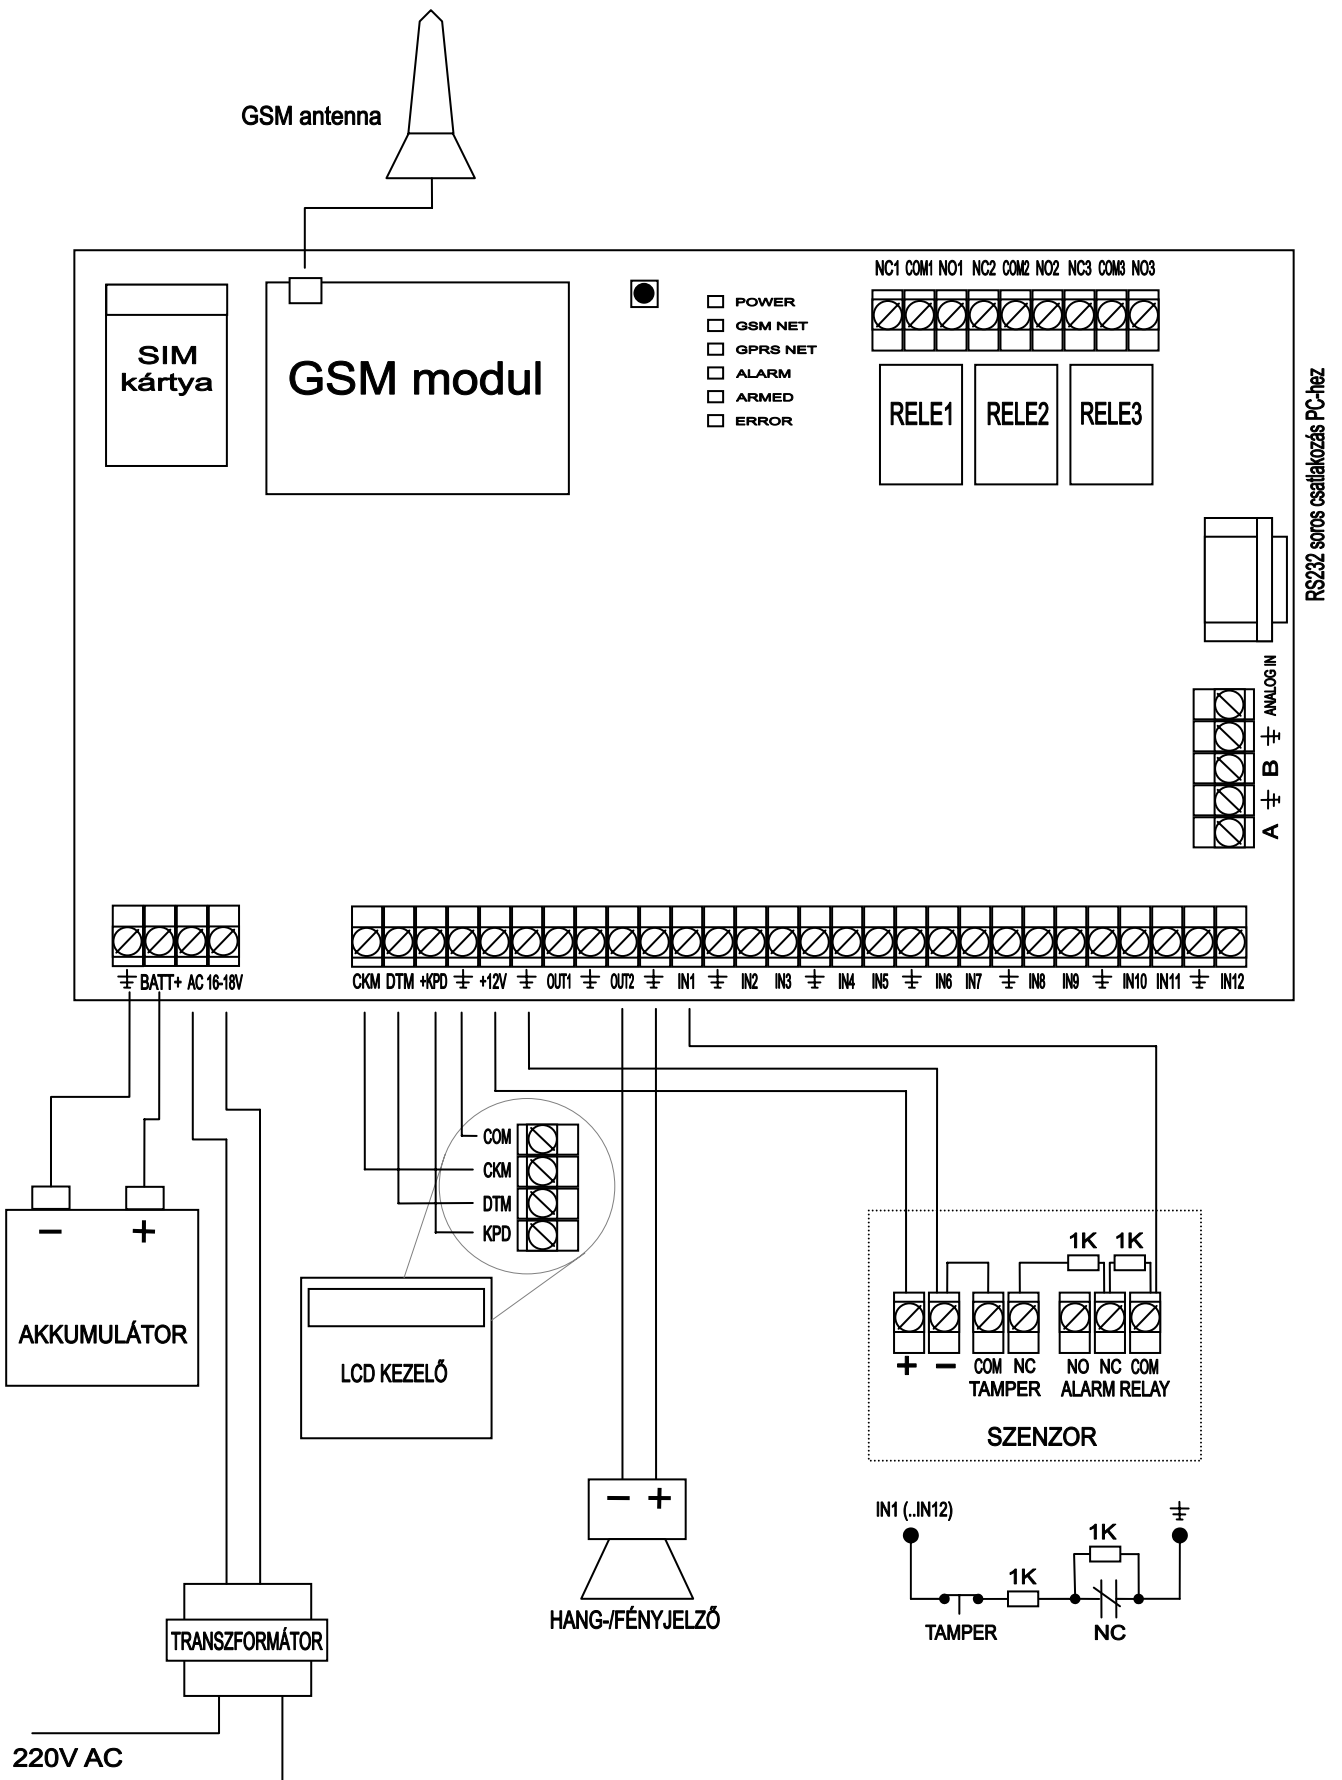 GSM antenna
NC1 COM1 NO1 NC2 COM2 NO2 NC3 COM3 NO3
SIM
kártya
GSM modul
POWER
GSM NET
GPRS NET
ALARM
ARMED
ERROR
RELE1 RELE2 RELE3
RS232 soros csatlakozás PC-hez
ANALOG IN
B
A
BATT+ AC 16-18V
CKM DTM +KPD +12V OUT1 OUT2 IN1 IN2 IN3 IN4 IN5 IN6 IN7 IN8 IN9 IN10 IN11 IN12
COM
CKM
DTM
KPD
− +
AKKUMULÁTOR
LCD KEZELŐ
1K 1K
+ − COM NC NO NC COM
TAMPER ALARM RELAY
SZENZOR
− +
HANG-/FÉNYJELZŐ
IN1 (..IN12)
1K
1K
TAMPER NC
TRANSZFORMÁTOR
220V AC